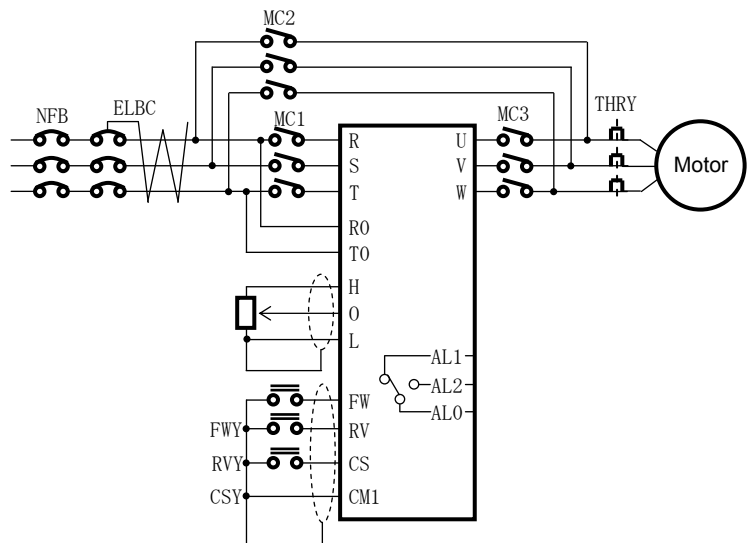 MC2
NFB
ELBC
MC1
MC3
THRY
R
U
S
V
T
W
Motor
R0
T0
H
O
L
AL1
AL2
AL0
FW
FWY
RV
RVY
CS
CSY
CM1